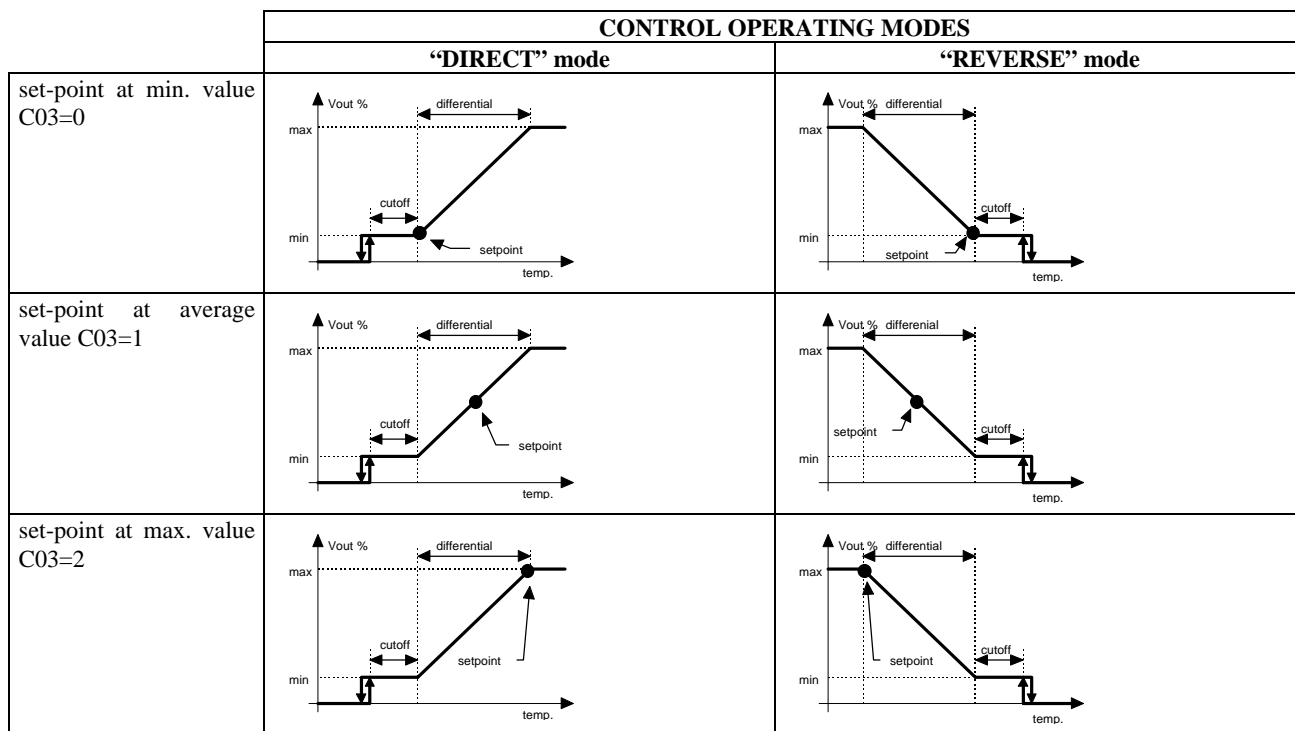 CONTROL OPERATING MODES
“DIRECT” mode
“REVERSE” mode
set-point at min. value
C03=0
Vout %
differential
max
cutoff
min
setpoint
temp.
Vout %
differential
max
cutoff
min
setpoint
temp.
set-point at average
value C03=1
Vout %
differential
max
cutoff
min
setpoint
temp.
Vout %
differential
max
cutoff
setpoint
min
temp.
set-point at max. value
C03=2
Vout %
differential
max
cutoff
setpoint
min
temp.
Vout %
differential
max
cutoff
setpoint
min
temp.